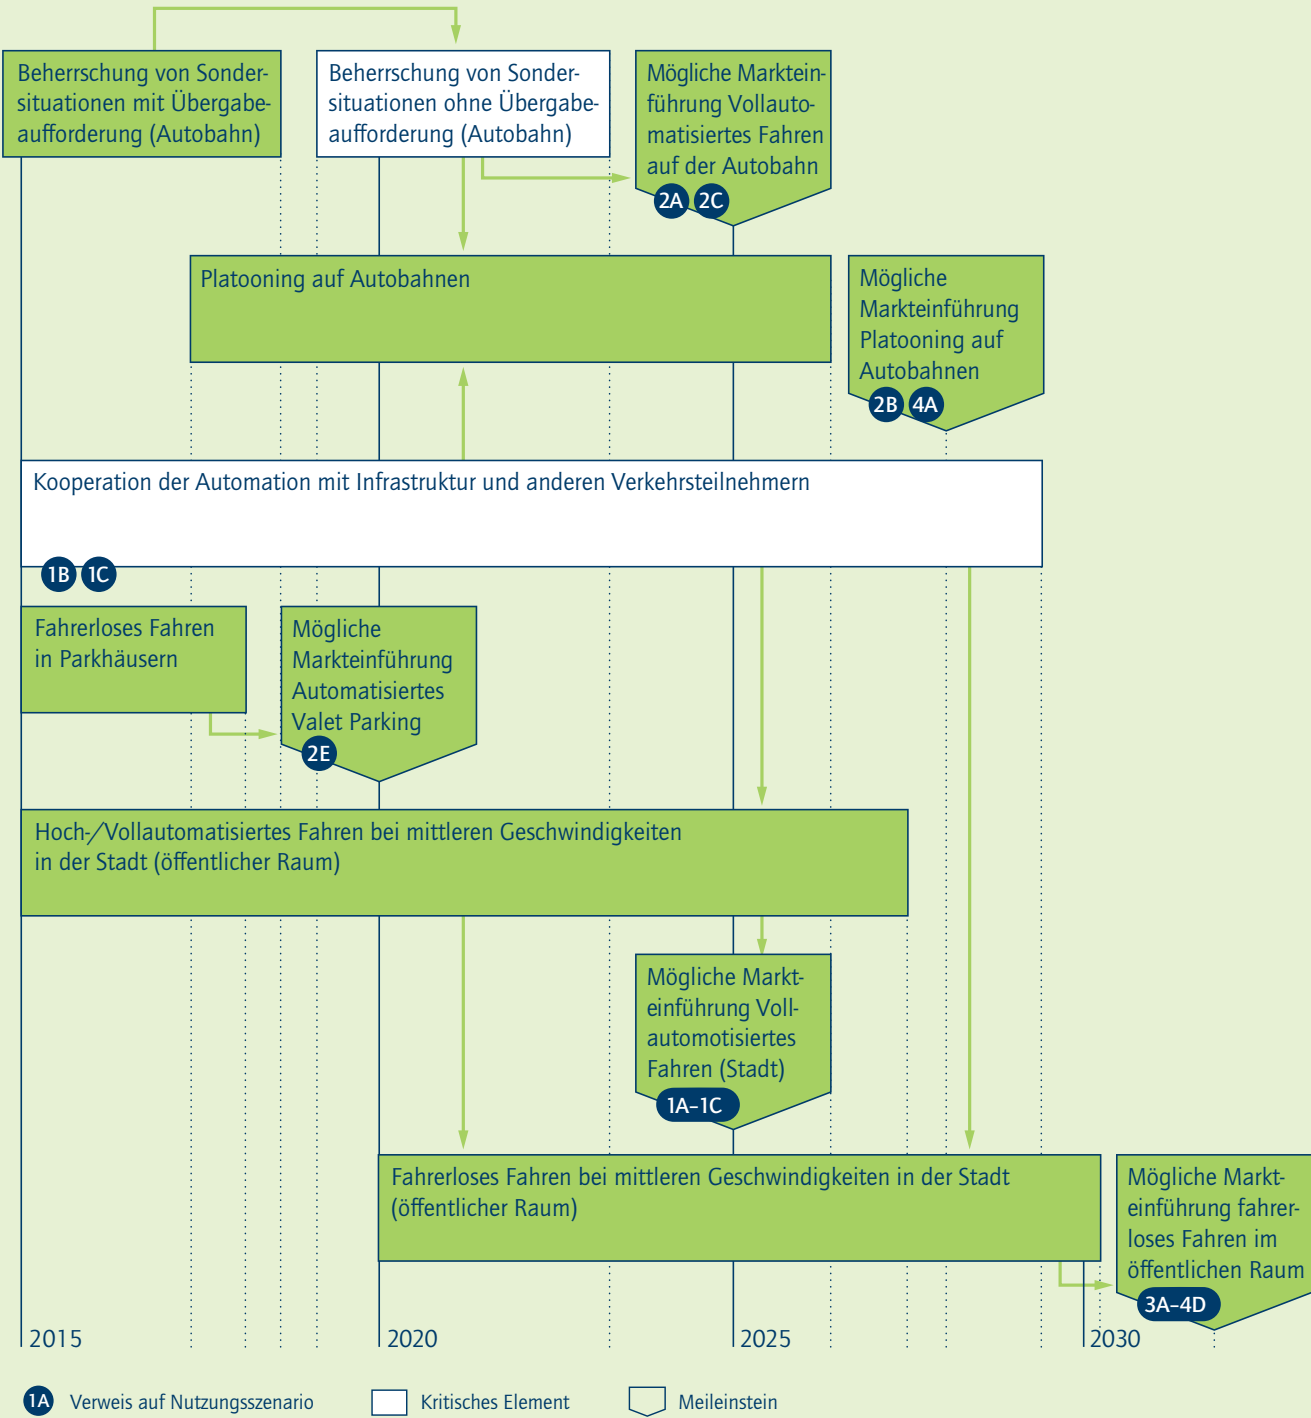 Beherrschung von Sonder-
situationen mit Übergabe-
aufforderung (Autobahn)
Beherrschung von Sonder-
situationen ohne Übergabe-
aufforderung (Autobahn)
Mögliche Marktein-
führung Vollauto-
matisiertes Fahren
auf der Autobahn
2A 2C
Platooning auf Autobahnen
Mögliche
Markteinführung
Platooning auf
Autobahnen
2B 4A
Kooperation der Automation mit Infrastruktur und anderen Verkehrsteilnehmern
1B 1C
Fahrerloses Fahren
in Parkhäusern
Mögliche
Markteinführung
Automatisiertes
Valet Parking
2E
Hoch-/Vollautomatisiertes Fahren bei mittleren Geschwindigkeiten
in der Stadt (öffentlicher Raum)
Mögliche Markt-
einführung Voll-
automotisiertes
Fahren (Stadt)
1A–1C
Fahrerloses Fahren bei mittleren Geschwindigkeiten in der Stadt
(öffentlicher Raum)
Mögliche Markt-
einführung fahrer-
loses Fahren im
öffentlichen Raum
3A–4D
2015 2020 2025 2030
1A Verweis auf Nutzungsszenario Kritisches Element Meileinstein